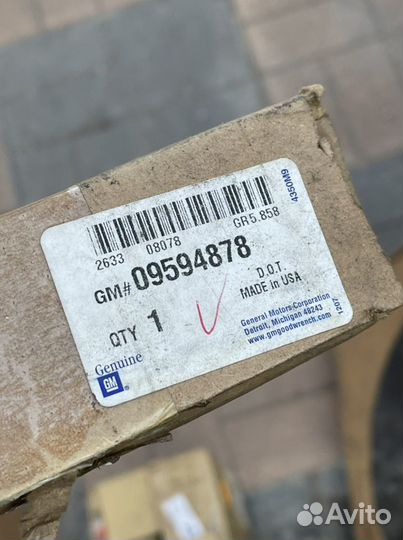 4350M9
2633 08078 GR5.858
GM# 09594878
D.O.T.
MADE IN USA
QTY 1
General Motors Corporation
Detroit, Michigan 48243
www.gmgoodwrench.com
1207
Genuine
GM
Avito